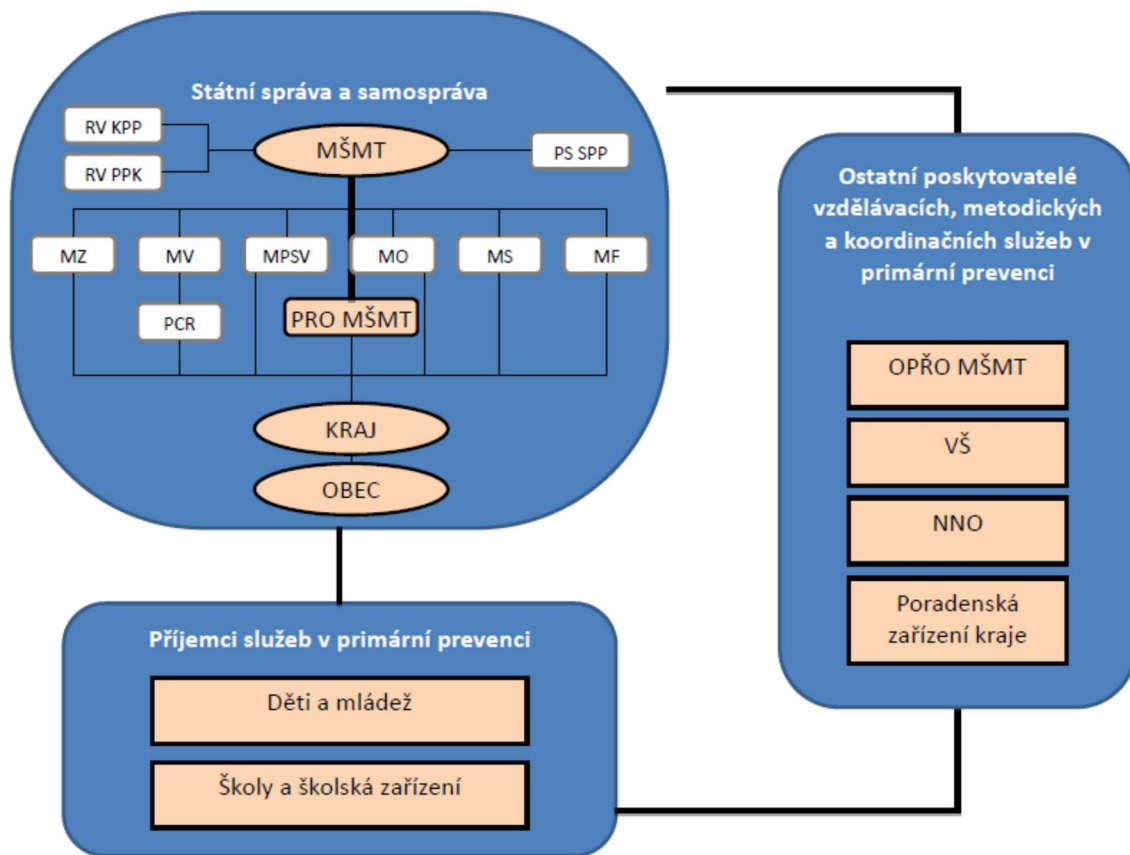 Státní správa a samospráva
RV KPP
RV PPK
MŠMT
PS SPP
MZ
MV
MPSV
MO
MS
MF
PCR
PRO MŠMT
KRAJ
OBEC
Ostatní poskytovatelé
vzdělávacích, metodických
a koordinačních služeb v
primární prevenci
OPŘO MŠMT
VŠ
NNO
Poradenská
zařízení kraje
Příjemci služeb v primární prevenci
Děti a mládež
Školy a školská zařízení